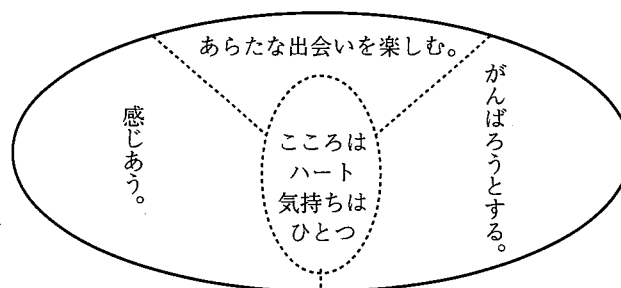 あらたな出会いを楽しむ。
がんばろうとする。
こころは
ハート
気持ちは
ひとつ
感じあう。